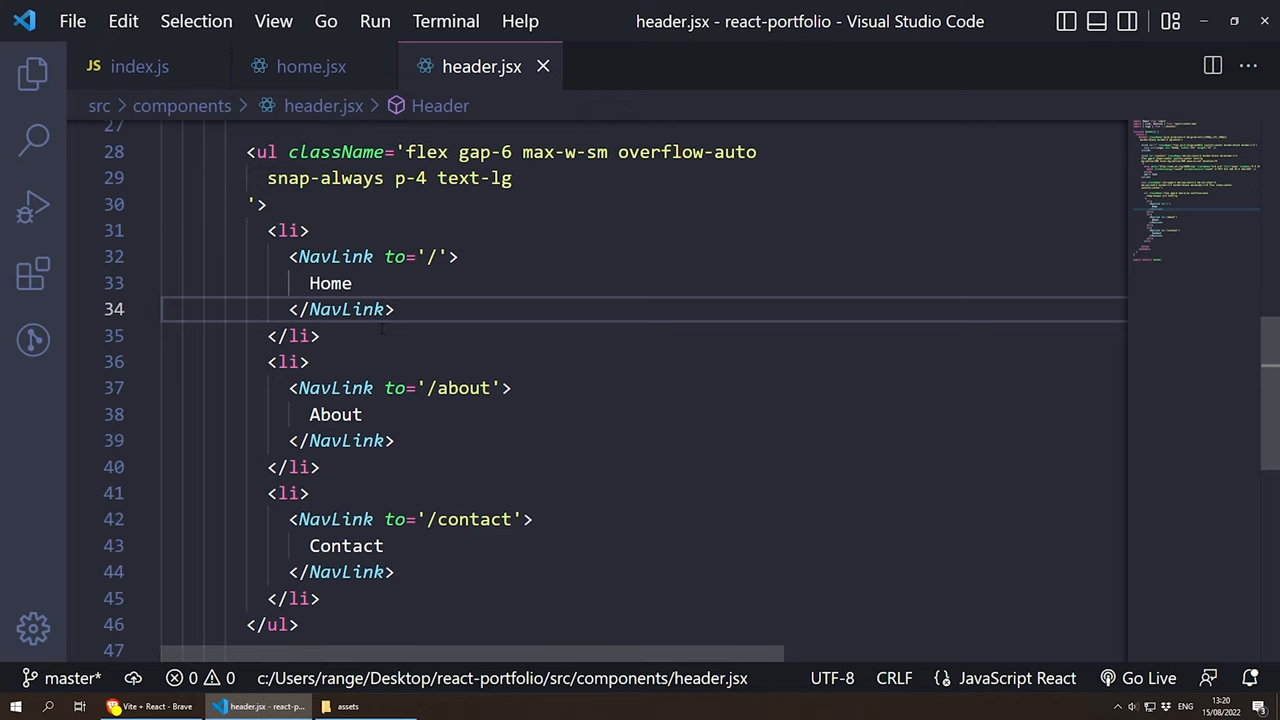 File Edit Selection View Go Run Terminal Help header.jsx - react-portfolio - Visual Studio Code
JS index.js home.jsx header.jsx
src > components > header.jsx > Header
27
28 <ul className='flex gap-6 max-w-sm overflow-auto
29 snap-always p-4 text-lg
30 '>
31 <li>
32 <NavLink to='/'>
33 Home
34 </NavLink>
35 </li>
36 <li>
37 <NavLink to='/about'>
38 About
39 </NavLink>
40 </li>
41 <li>
42 <NavLink to='/contact'>
43 Contact
44 </NavLink>
45 </li>
46 </ul>
47
master* 0 0 c:/Users/range/Desktop/react-portfolio/src/components/header.jsx UTF-8 CRLF {} JavaScript React Go Live
Vite + React - Brave header.jsx - react-p... assets 13:20
15/08/2022